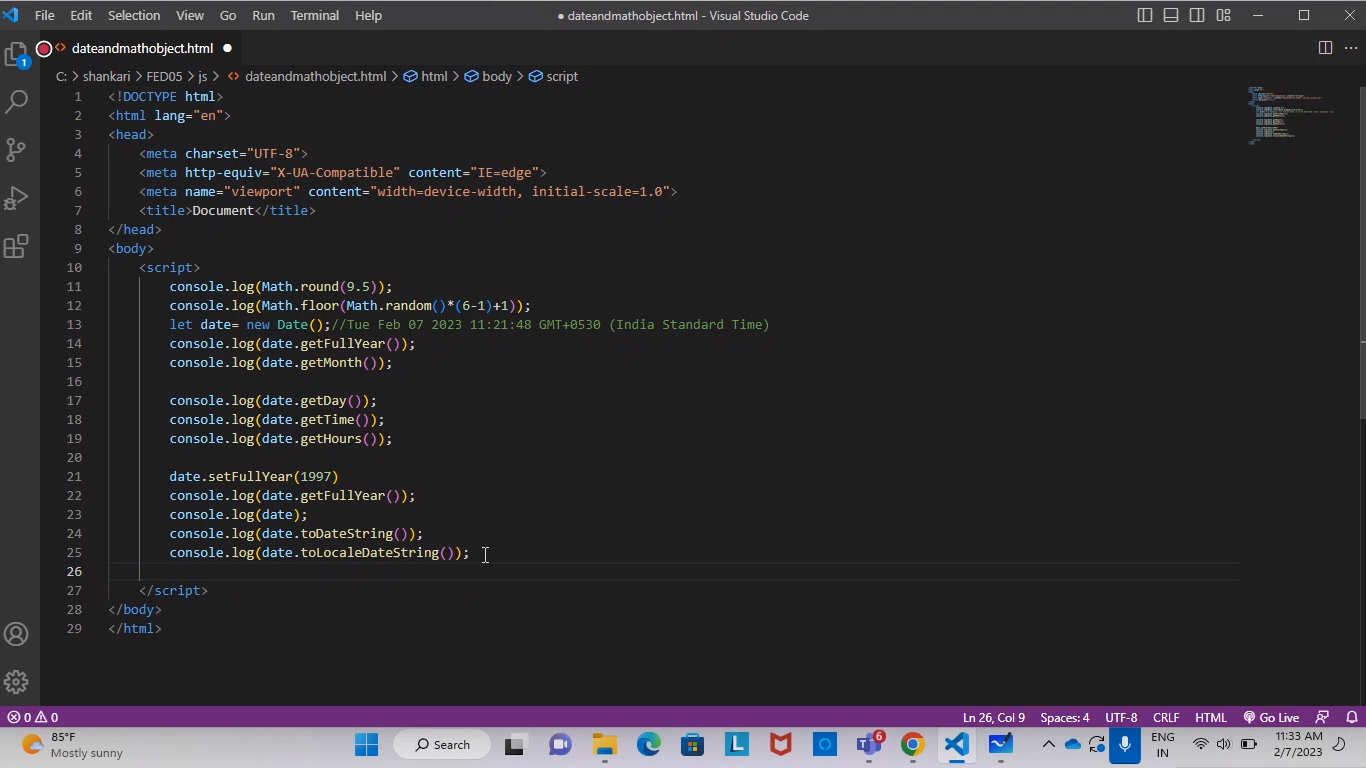 File Edit Selection View Go Run Terminal Help
● dateandmathobject.html - Visual Studio Code
1
dateandmathobject.html ●
C: > shankari > FED05 > js > dateandmathobject.html > html > body > script
1 <!DOCTYPE html>
2 <html lang="en">
3 <head>
4 <meta charset="UTF-8">
5 <meta http-equiv="X-UA-Compatible" content="IE=edge">
6 <meta name="viewport" content="width=device-width, initial-scale=1.0">
7 <title>Document</title>
8 </head>
9 <body>
10 <script>
11 console.log(Math.round(9.5));
12 console.log(Math.floor(Math.random()*(6-1)+1));
13 let date= new Date();//Tue Feb 07 2023 11:21:48 GMT+0530 (India Standard Time)
14 console.log(date.getFullYear());
15 console.log(date.getMonth());
16
17 console.log(date.getDay());
18 console.log(date.getTime());
19 console.log(date.getHours());
20
21 date.setFullYear(1997)
22 console.log(date.getFullYear());
23 console.log(date);
24 console.log(date.toDateString());
25 console.log(date.toLocaleDateString());
26
27 </script>
28 </body>
29 </html>
0 0
Ln 26, Col 9 Spaces: 4 UTF-8 CRLF HTML Go Live
85°F
Mostly sunny
Search
L
6
ENG
IN
11:33 AM
2/7/2023